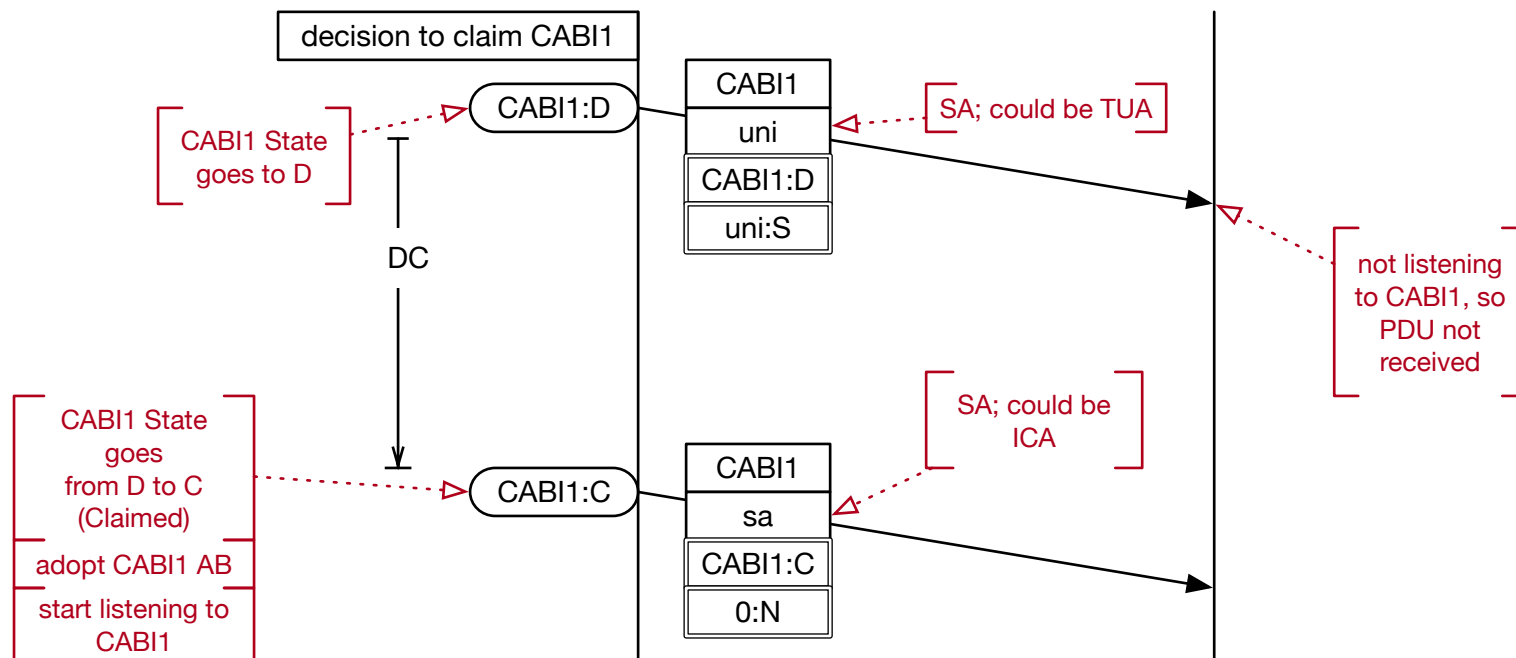 decision to claim CABI1
CABI1:D
CABI1 State
goes to D
CABI1
uni
CABI1:D
uni:S
SA; could be TUA
DC
not listening
to CABI1, so
PDU not
received
CABI1 State
goes
from D to C
(Claimed)
adopt CABI1 AB
start listening to
CABI1
CABI1:C
CABI1
sa
CABI1:C
0:N
SA; could be
ICA